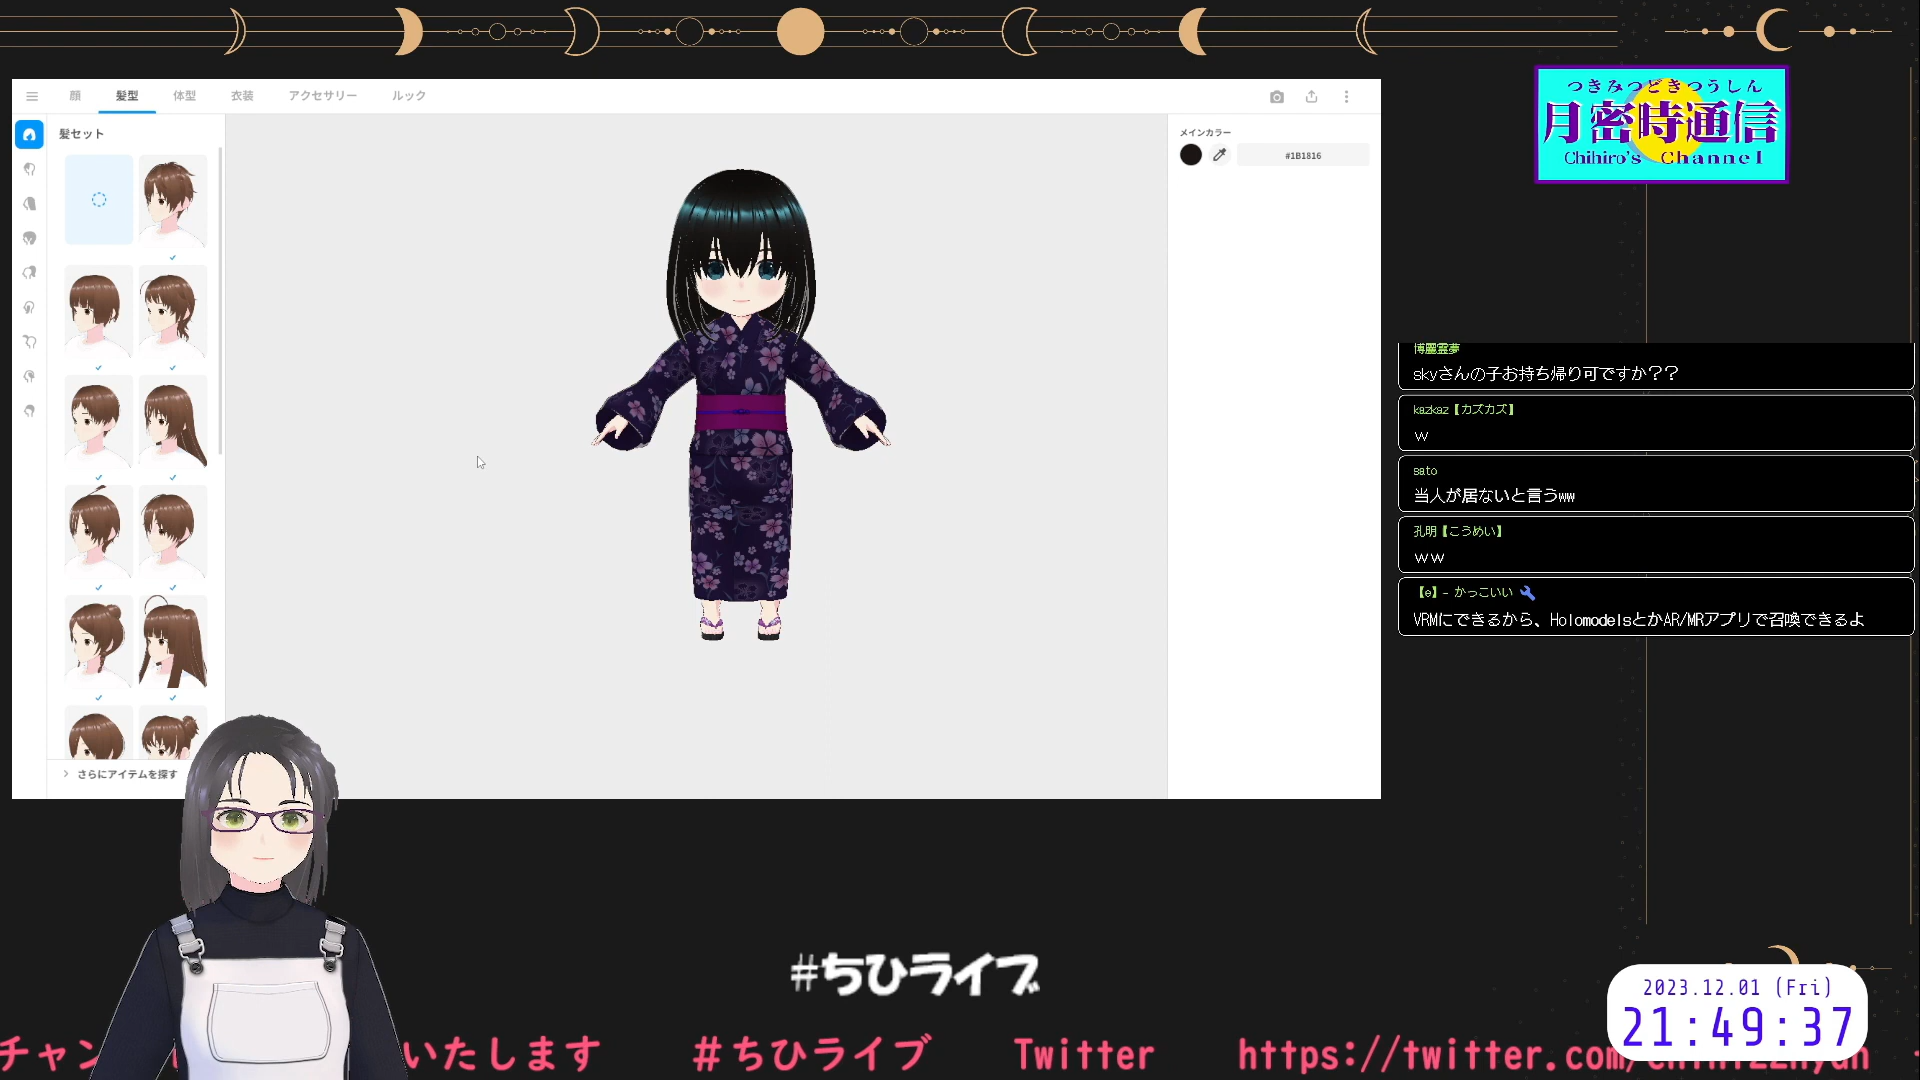 顔 髪型 体型 衣装 アクセサリー ルック
髪セット
さらにアイテムを探す
メインカラー
#1B1816
つきみつどきつうしん
月密時通信
Chihiro's Channel
博麗霊夢
skyさんの子お持ち帰り可ですか？？
kazkaz【カズカズ】
w
sato
当人が居ないと言うww
孔明【こうめい】
ww
【e】- かっこいい
VRMにできるから、HolomodelsとかAR/MRアプリで召喚できるよ
#ちひライブ
2023.12.01 (Fri)
21:49:37
チャン いたします #ちひライブ Twitter https://twitter.com/